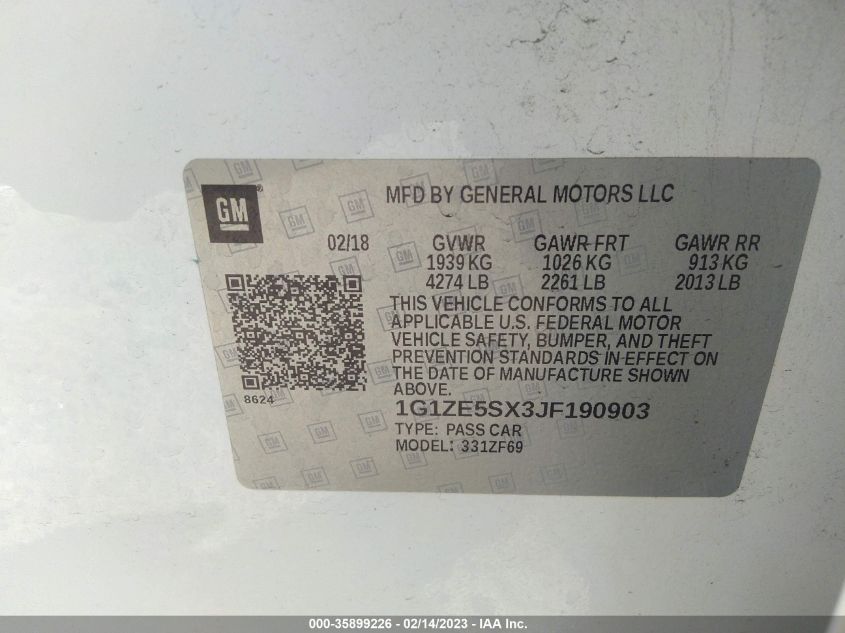 GM®
MFD BY GENERAL MOTORS LLC
02/18 GVWR GAWR FRT GAWR RR
1939 KG 1026 KG 913 KG
4274 LB 2261 LB 2013 LB
THIS VEHICLE CONFORMS TO ALL
APPLICABLE U.S. FEDERAL MOTOR
VEHICLE SAFETY, BUMPER, AND THEFT
PREVENTION STANDARDS IN EFFECT ON
THE DATE OF MANUFACTURE SHOWN
ABOVE.
8624
1G1ZE5SX3JF190903
TYPE: PASS CAR
MODEL: 331ZF69
000-35899226 - 02/14/2023 - IAA Inc.